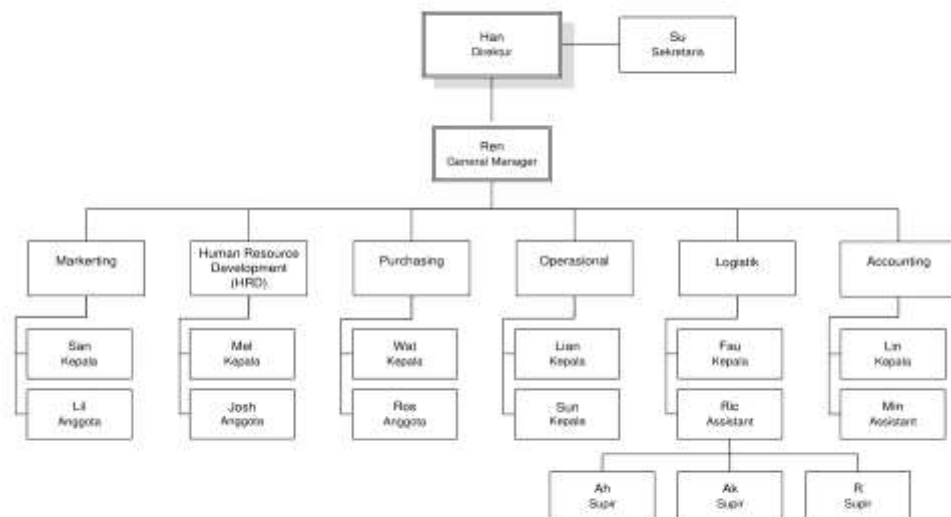 Han
Direktur
Su
Sekretaris
Ren
General Manager
Markerting
Human Resource
Development
(HRD)
Purchasing
Operasional
Logistik
Accounting
San
Kepala
Mel
Kepala
Wat
Kepala
Lian
Kepala
Fau
Kepala
Lin
Kepala
Lil
Anggota
Josh
Anggota
Ros
Anggota
Sun
Kepala
Ric
Assistant
Min
Assistant
Ah
Supir
Ak
Supir
R
Supir